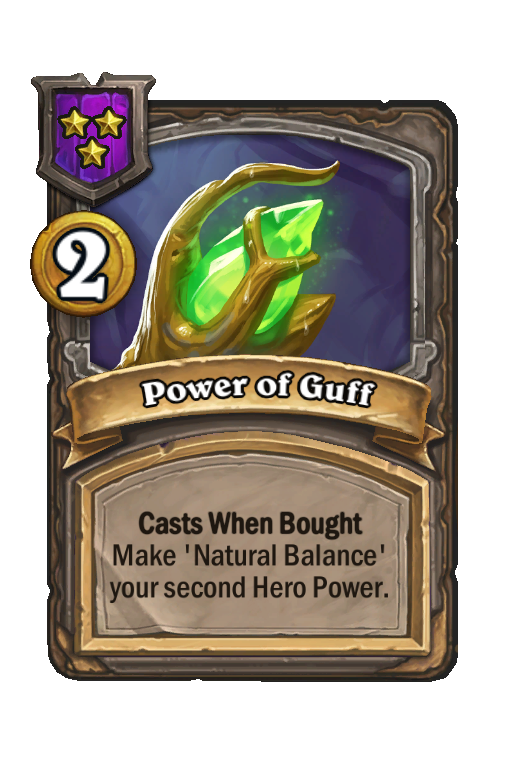 2
Power of Guff
Casts When Bought
Make 'Natural Balance'
your second Hero Power.